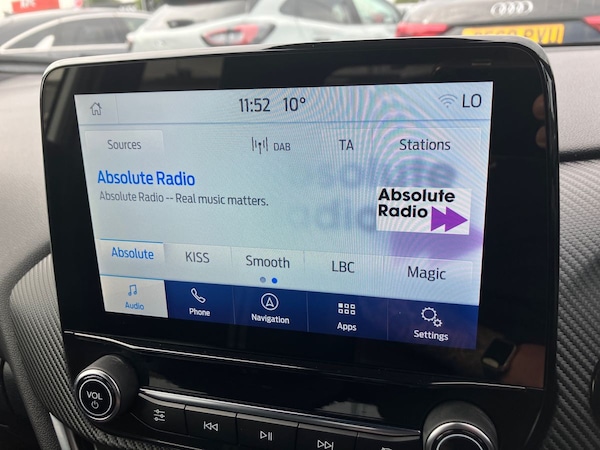 11:52 10° LO
Sources DAB TA Stations
Absolute Radio
Absolute Radio -- Real music matters.
Absolute
Radio
Absolute KISS Smooth LBC Magic
Audio Phone Navigation Apps Settings
VOL